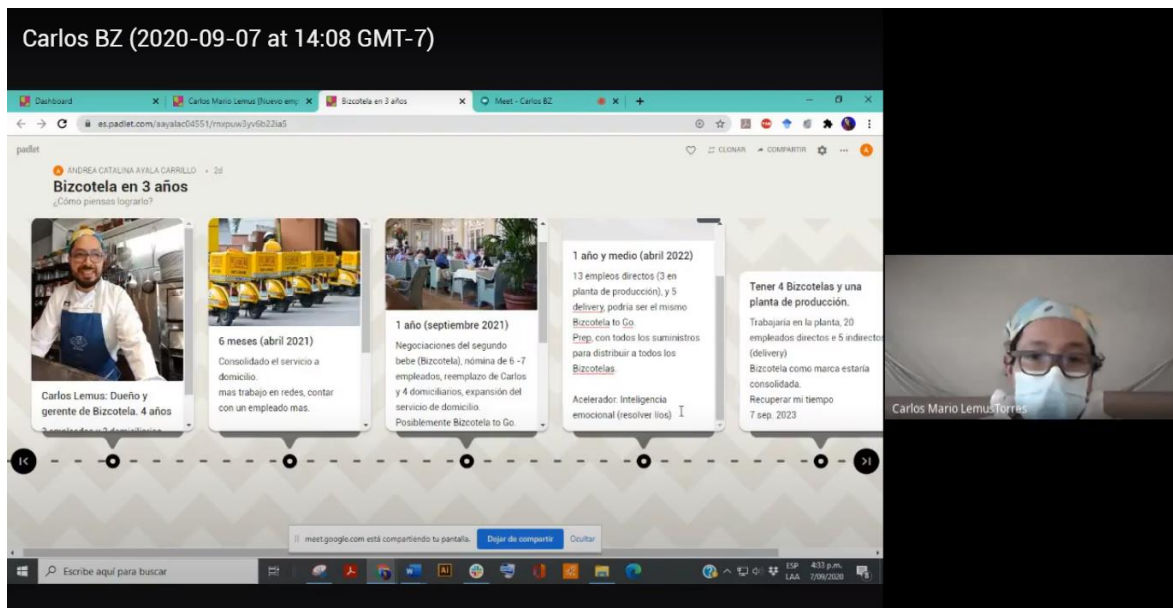 Carlos BZ (2020-09-07 at 14:08 GMT-7)
Dashboard
Carlos Mario Lemus (Nuevo emp
Bizcotela en 3 años
Meet - Carlos BZ
padlet
CLONAR
COMPARTIR
ANDREA CATALINA AYALA CARRILLO • 2d
Bizcotela en 3 años
¿Cómo piensas lograrlo?
Carlos Lemus: Dueño y
gerente de Bizcotela. 4 años
6 meses (abril 2021)
Consolidado el servicio a
domicilio.
mas trabajo en redes, contar
con un empleado mas.
1 año (septiembre 2021)
Negociaciones del segundo
bebe (Bizcotela), nómina de 6 -7
empleados, reemplazo de Carlos
y 4 domiciliarios, expansión del
servicio de domicilio.
Posiblemente Bizcotela to Go.
1 año y medio (abril 2022)
13 empleos directos (3 en
planta de producción), y 5
delivery, podría ser el mismo
Bizcotela to Go.
Prep, con todos los suministros
para distribuir a todos los
Bizcotelas.
Acelerador: Inteligencia
emocional (resolver líos)
Tener 4 Bizcotelas y una
planta de producción.
Trabajaría en la planta, 20
empleados directos e 5 indirectos
(delivery)
Bizcotela como marca estaría
consolidada.
Recuperar mi tiempo
7 sep. 2023
Carlos Mario LemusTorres
meet.google.com está compartiendo tu pantalla.
Dejar de compartir
Ocultar
Escribe aquí para buscar
ESP
LAA
4:33 p.m.
7/09/2020